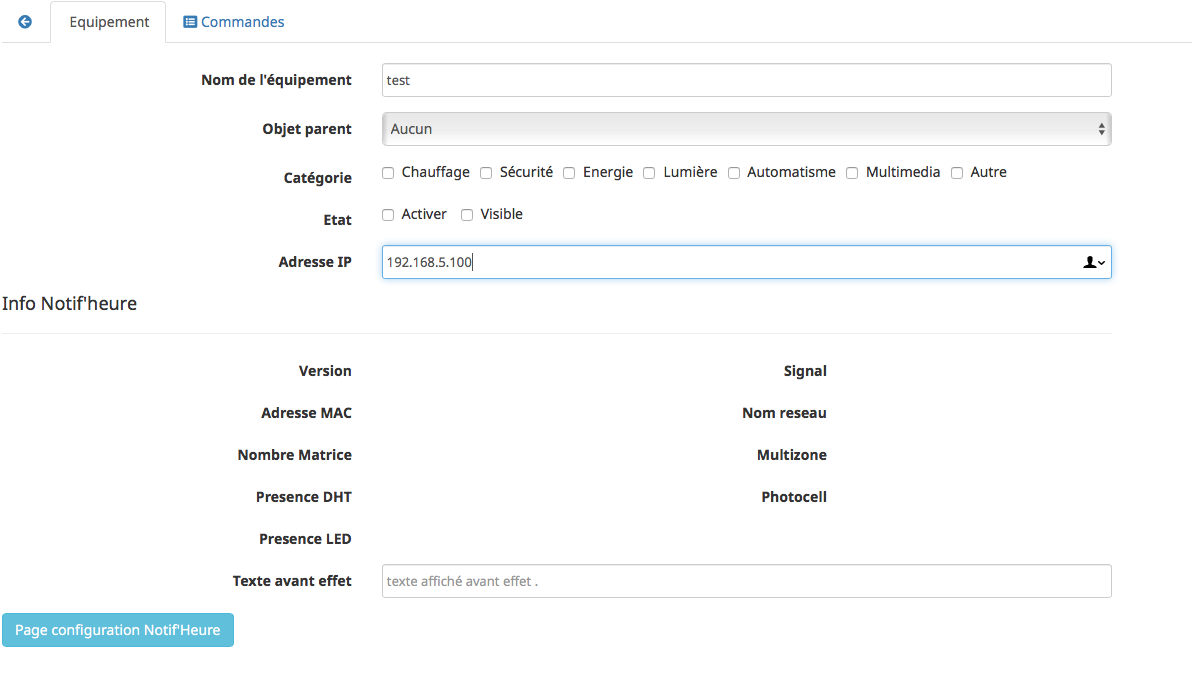 Equipement Commandes
Nom de l'équipement test
Objet parent Aucun
Catégorie Chauffage Sécurité Energie Lumière Automatisme Multimedia Autre
Etat Activer Visible
Adresse IP 192.168.5.100
Info Notif'heure
Version Signal
Adresse MAC Nom reseau
Nombre Matrice Multizone
Presence DHT Photocell
Presence LED
Texte avant effet texte affiché avant effet .
Page configuration Notif'Heure